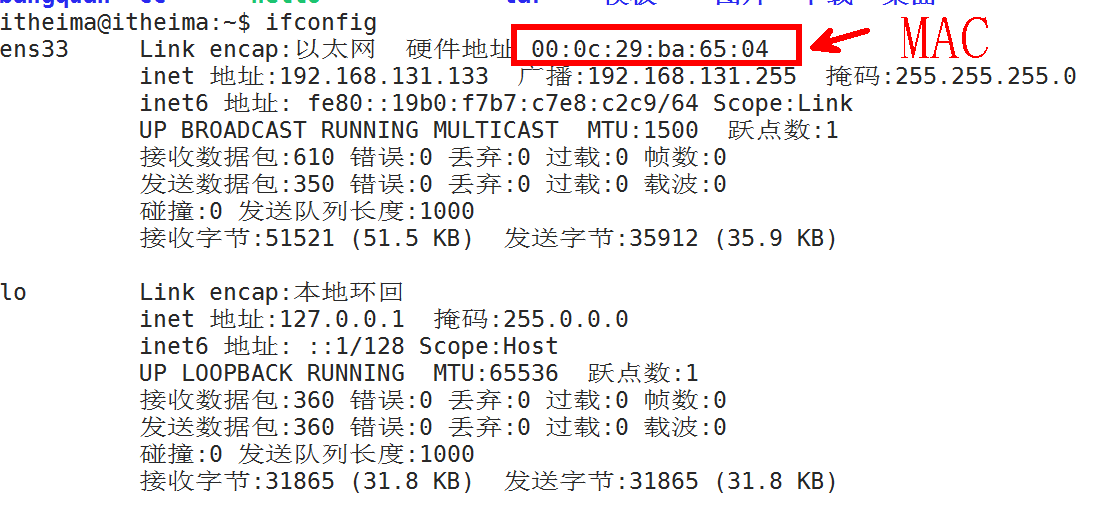 itheima@itheima:~$ ifconfig
ens33 Link encap:以太网 硬件地址 00:0c:29:ba:65:04 MAC
inet 地址:192.168.131.133 广播:192.168.131.255 掩码:255.255.255.0
inet6 地址: fe80::19b0:f7b7:c7e8:c2c9/64 Scope:Link
UP BROADCAST RUNNING MULTICAST MTU:1500 跃点数:1
接收数据包:610 错误:0 丢弃:0 过载:0 帧数:0
发送数据包:350 错误:0 丢弃:0 过载:0 载波:0
碰撞:0 发送队列长度:1000
接收字节:51521 (51.5 KB) 发送字节:35912 (35.9 KB)
lo Link encap:本地环回
inet 地址:127.0.0.1 掩码:255.0.0.0
inet6 地址: ::1/128 Scope:Host
UP LOOPBACK RUNNING MTU:65536 跃点数:1
接收数据包:360 错误:0 丢弃:0 过载:0 帧数:0
发送数据包:360 错误:0 丢弃:0 过载:0 载波:0
碰撞:0 发送队列长度:1000
接收字节:31865 (31.8 KB) 发送字节:31865 (31.8 KB)